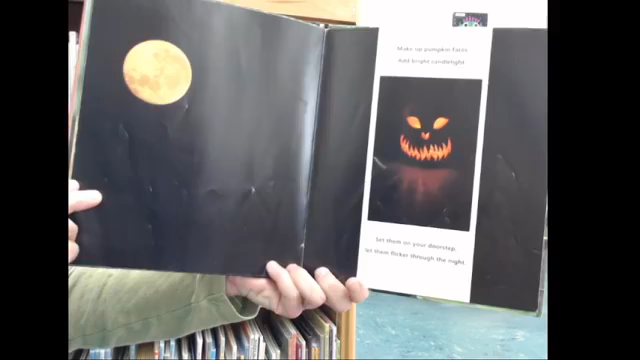 Make up pumpkin faces
Add bright candlelight
Set them on your doorstep,
let them flicker through the night.